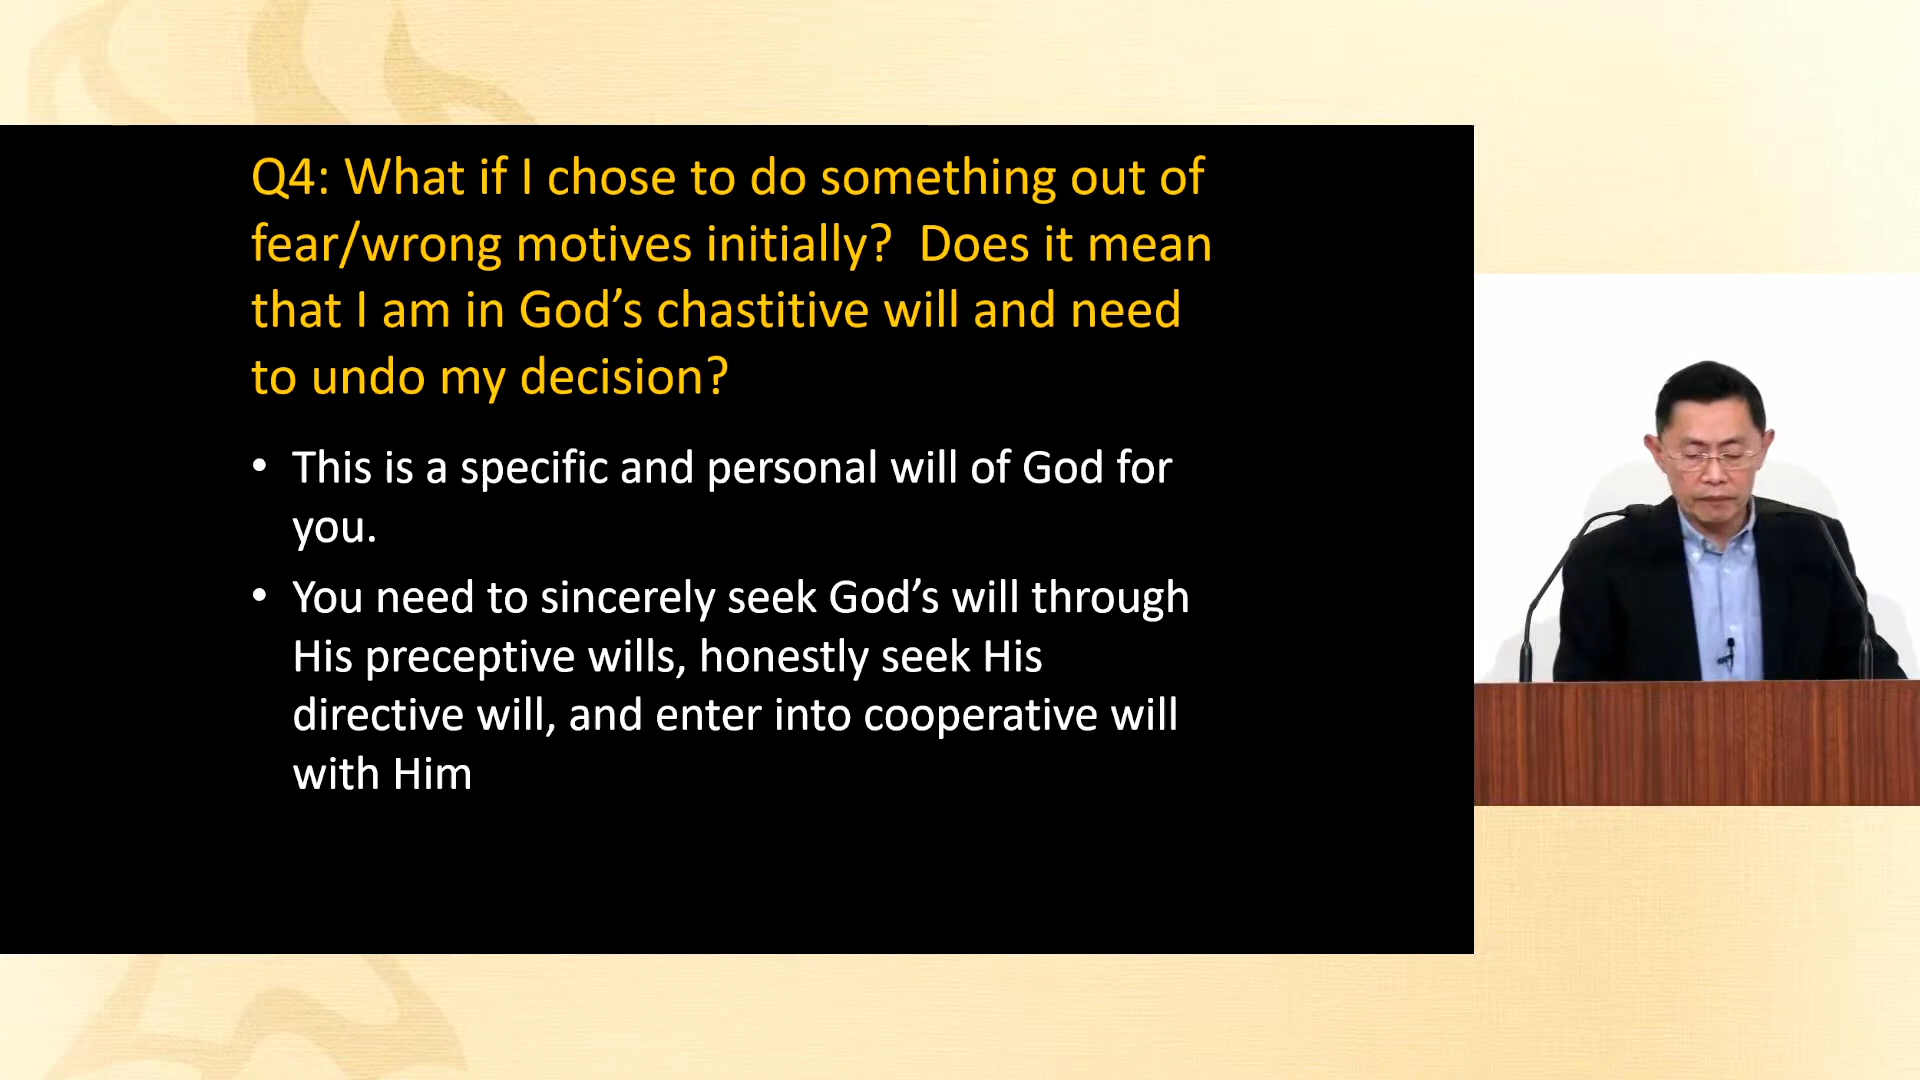 Q4: What if I chose to do something out of
fear/wrong motives initially?  Does it mean
that I am in God’s chastitive will and need
to undo my decision?
• This is a specific and personal will of God for
you.
• You need to sincerely seek God’s will through
His preceptive wills, honestly seek His
directive will, and enter into cooperative will
with Him